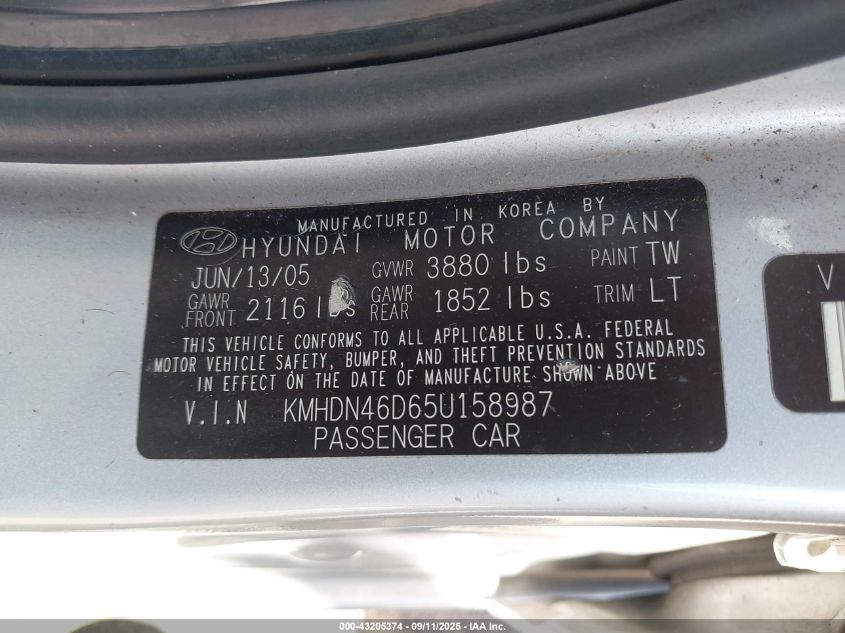 MANUFACTURED IN KOREA BY
HYUNDAI MOTOR COMPANY
JUN/13/05 GVWR 3880 lbs PAINT TW
GAWR FRONT 2116 lbs GAWR REAR 1852 lbs TRIM LT
THIS VEHICLE CONFORMS TO ALL APPLICABLE U.S.A. FEDERAL
MOTOR VEHICLE SAFETY, BUMPER, AND THEFT PREVENTION STANDARDS
IN EFFECT ON THE DATE OF MANUFACTURE SHOWN ABOVE
V.I.N KMHDN46D65U158987
PASSENGER CAR
V
000-43205374 - 09/11/2025 - IAA Inc.